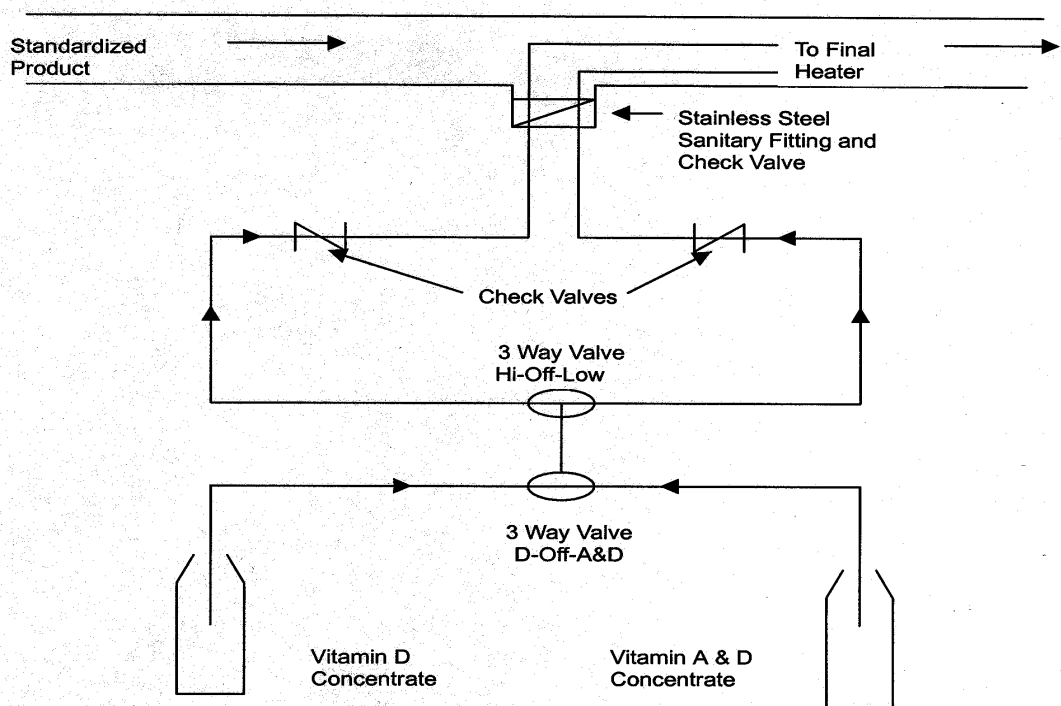 Standardized
Product
To Final
Heater
Stainless Steel
Sanitary Fitting and
Check Valve
Check Valves
3 Way Valve
Hi-Off-Low
3 Way Valve
D-Off-A&D
Vitamin D
Concentrate
Vitamin A & D
Concentrate